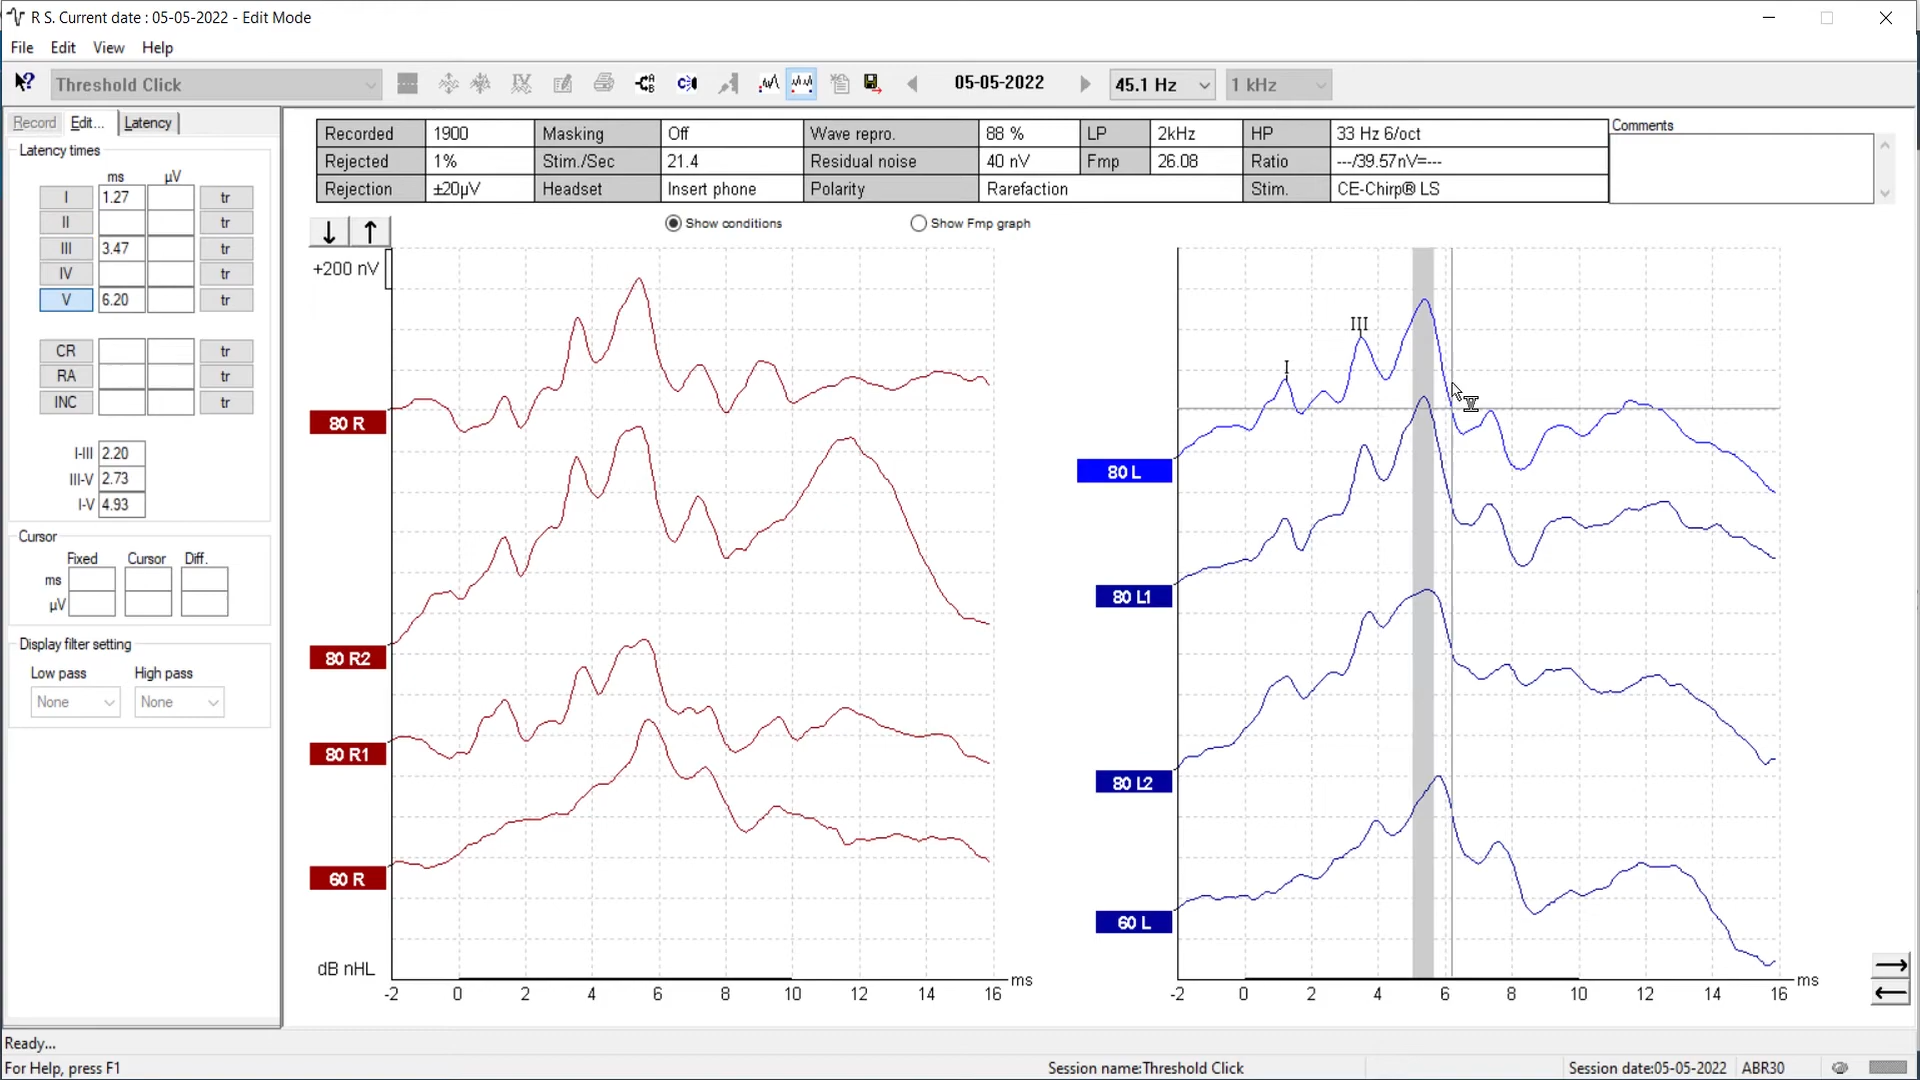 R S. Current date : 05-05-2022 - Edit Mode
File Edit View Help
Threshold Click 05-05-2022 45.1 Hz 1 kHz
Record Edit... Latency
Latency times
ms µV
I 1.27 tr
II tr
III 3.47 tr
IV tr
V 6.20 tr
CR tr
RA tr
INC tr
I-III 2.20
III-V 2.73
I-V 4.93
Cursor
Fixed Cursor Diff.
ms
µV
Display filter setting
Low pass High pass
None None
Recorded 1900 Masking Off Wave repro. 88 % LP 2kHz HP 33 Hz 6/oct
Rejected 1% Stim./Sec 21.4 Residual noise 40 nV Fmp 26.08 Ratio ---/39.57nV=---
Rejection ±20µV Headset Insert phone Polarity Rarefaction Stim. CE-Chirp® LS
Comments
Show conditions Show Fmp graph
+200 nV
80 R
80 R2
80 R1
60 R
dB nHL
-2 0 2 4 6 8 10 12 14 16 ms
I
III
V
80 L
80 L1
80 L2
60 L
-2 0 2 4 6 8 10 12 14 16 ms
Ready...
For Help, press F1 Session name:Threshold Click Session date:05-05-2022 ABR30